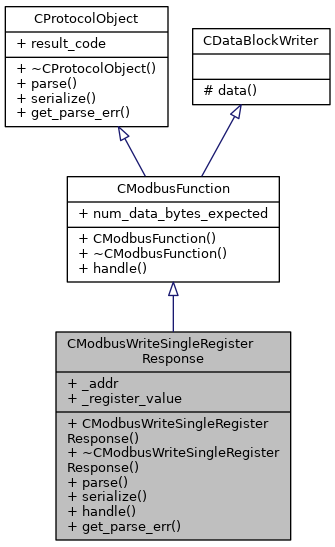 CProtocolObject
+ result_code
+ ~CProtocolObject()
+ parse()
+ serialize()
+ get_parse_err()
CDataBlockWriter
# data()
CModbusFunction
+ num_data_bytes_expected
+ CModbusFunction()
+ ~CModbusFunction()
+ handle()
CModbusWriteSingleRegister
Response
+ _addr
+ _register_value
+ CModbusWriteSingleRegister
Response()
+ ~CModbusWriteSingleRegister
Response()
+ parse()
+ serialize()
+ handle()
+ get_parse_err()